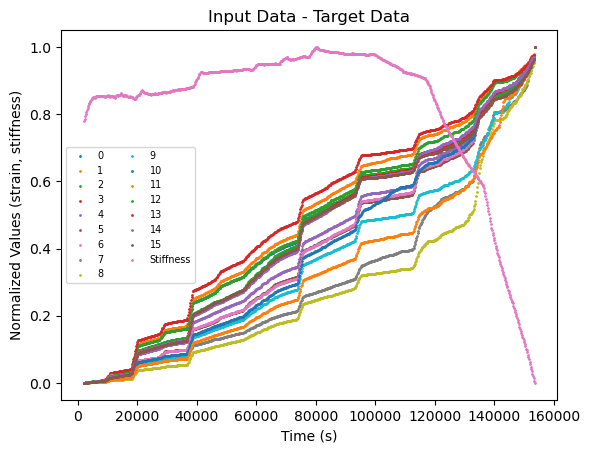 Input Data - Target Data
Normalized Values (strain, stiffness)
1.0
0.8
0.6
0.4
0.2
0.0
0 9
1 10
2 11
3 12
4 13
5 14
6 15
7 Stiffness
8
0 20000 40000 60000 80000 100000 120000 140000 160000
Time (s)